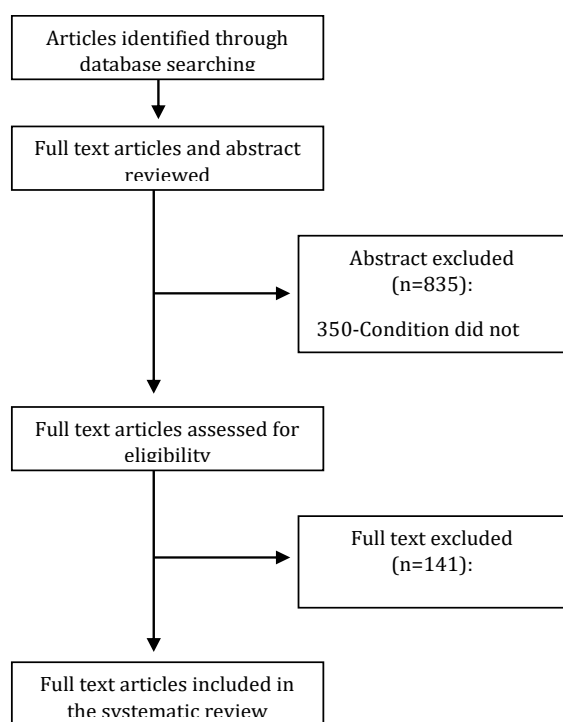 Articles identified through
database searching
Full text articles and abstract
reviewed
Abstract excluded
(n=835):
350-Condition did not
Full text articles assessed for
eligibility
Full text excluded
(n=141):
Full text articles included in
the systematic review